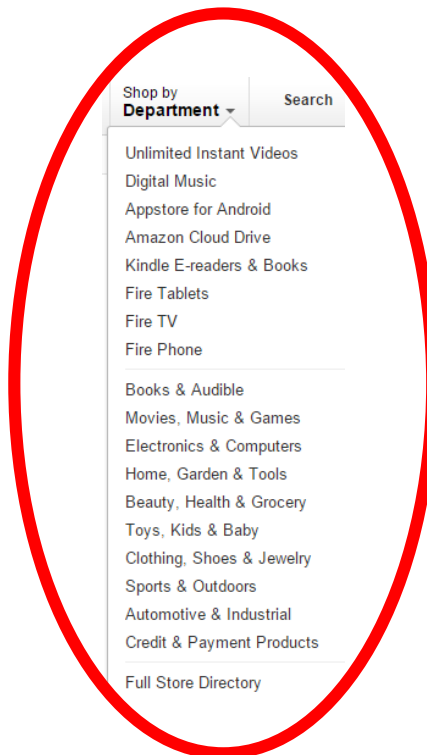 Shop by
Department
Search
Unlimited Instant Videos
Digital Music
Appstore for Android
Amazon Cloud Drive
Kindle E-readers & Books
Fire Tablets
Fire TV
Fire Phone
Books & Audible
Movies, Music & Games
Electronics & Computers
Home, Garden & Tools
Beauty, Health & Grocery
Toys, Kids & Baby
Clothing, Shoes & Jewelry
Sports & Outdoors
Automotive & Industrial
Credit & Payment Products
Full Store Directory